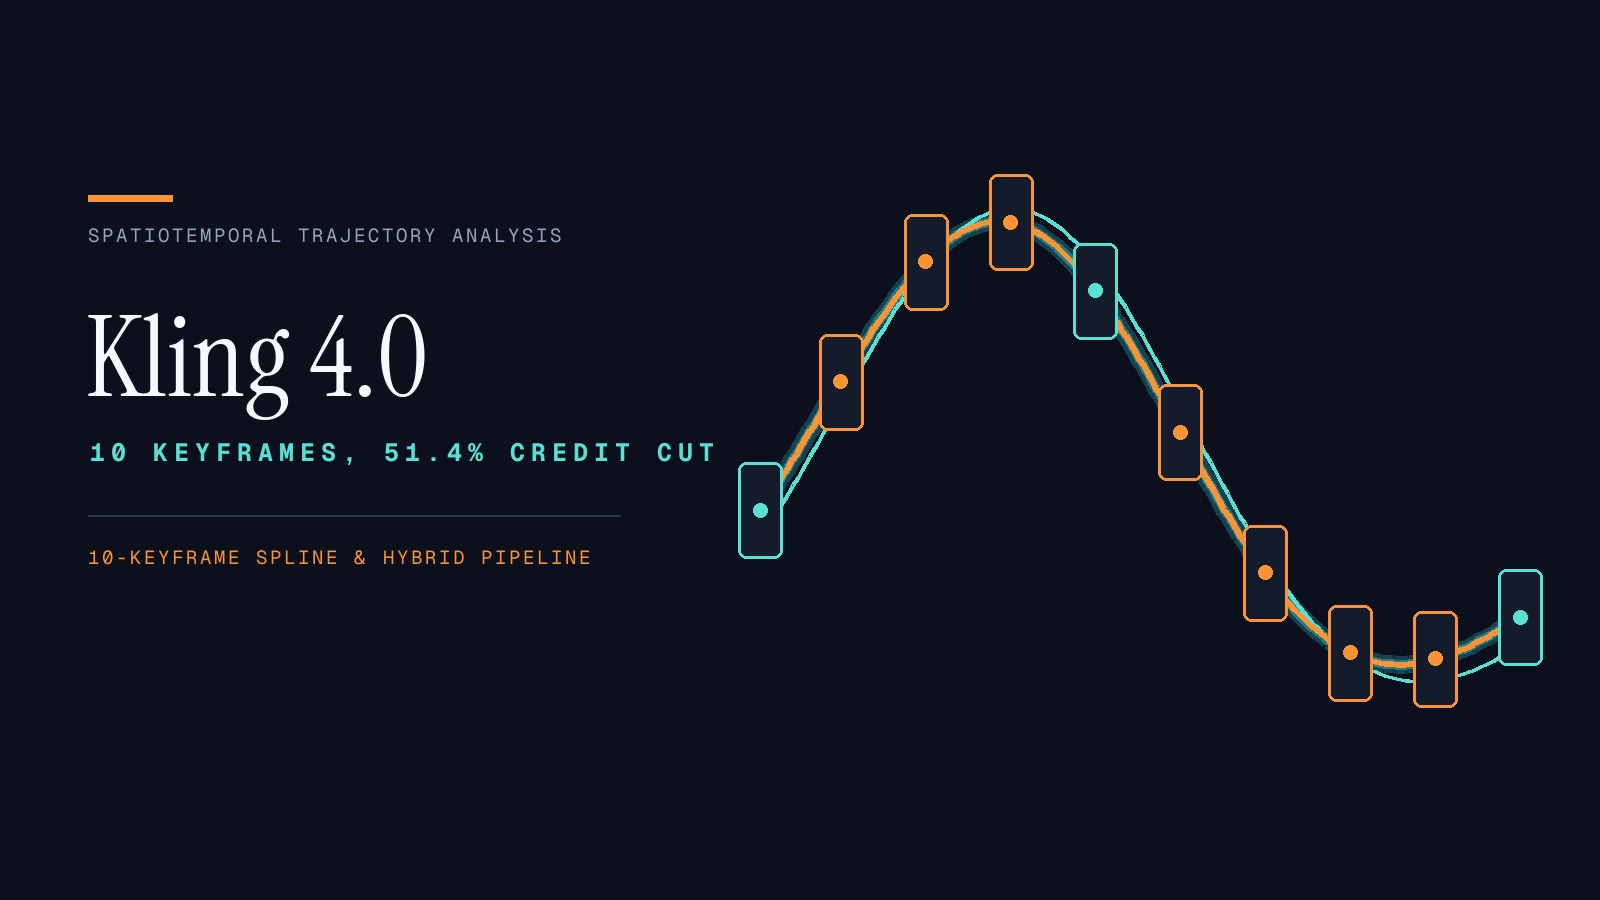 SPATIOTEMPORAL TRAJECTORY ANALYSIS
Kling 4.0
10 KEYFRAMES, 51.4% CREDIT CUT
10-KEYFRAME SPLINE & HYBRID PIPELINE